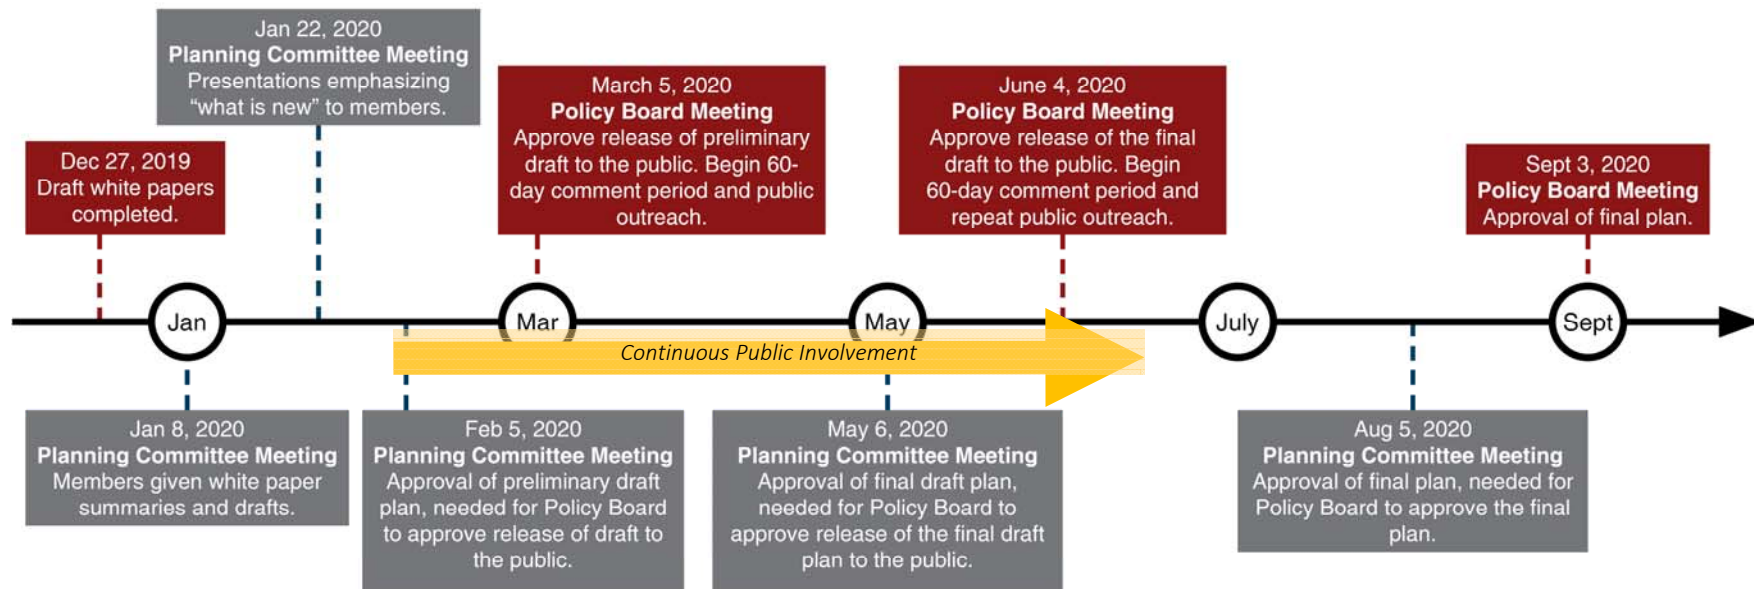 Jan 22, 2020
Planning Committee Meeting
Presentations emphasizing
“what is new” to members.
March 5, 2020
Policy Board Meeting
Approve release of preliminary
draft to the public. Begin 60-
day comment period and public
outreach.
June 4, 2020
Policy Board Meeting
Approve release of the final
draft to the public. Begin
60-day comment period and
repeat public outreach.
Dec 27, 2019
Draft white papers
completed.
Sept 3, 2020
Policy Board Meeting
Approval of final plan.
Jan
Mar
May
July
Sept
Continuous Public Involvement
Jan 8, 2020
Planning Committee Meeting
Members given white paper
summaries and drafts.
Feb 5, 2020
Planning Committee Meeting
Approval of preliminary draft
plan, needed for Policy Board
to approve release of draft to
the public.
May 6, 2020
Planning Committee Meeting
Approval of final draft plan,
needed for Policy Board to
approve release of the final draft
plan to the public.
Aug 5, 2020
Planning Committee Meeting
Approval of final plan, needed for
Policy Board to approve the final
plan.